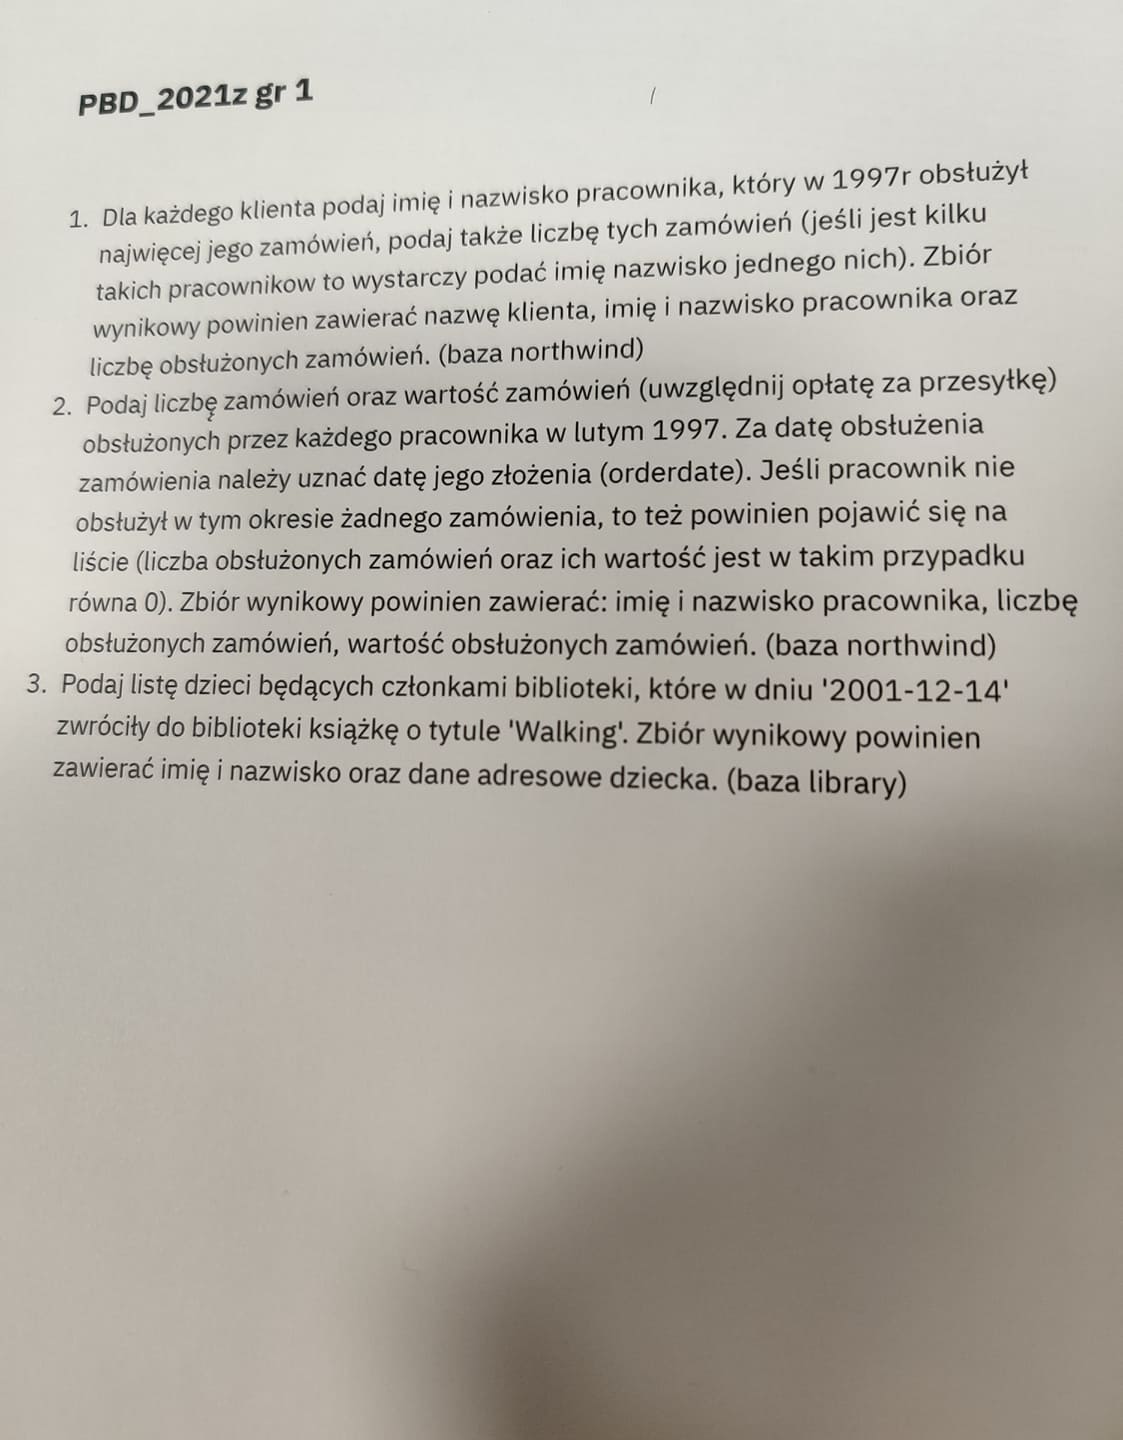 PBD_2021z gr 1
1. Dla każdego klienta podaj imię i nazwisko pracownika, który w 1997r obsłużył
najwięcej jego zamówień, podaj także liczbę tych zamówień (jeśli jest kilku
takich pracownikow to wystarczy podać imię nazwisko jednego nich). Zbiór
wynikowy powinien zawierać nazwę klienta, imię i nazwisko pracownika oraz
liczbę obsłużonych zamówień. (baza northwind)
2. Podaj liczbę zamówień oraz wartość zamówień (uwzględnij opłatę za przesyłkę)
obsłużonych przez każdego pracownika w lutym 1997. Za datę obsłużenia
zamówienia należy uznać datę jego złożenia (orderdate). Jeśli pracownik nie
obsłużył w tym okresie żadnego zamówienia, to też powinien pojawić się na
liście (liczba obsłużonych zamówień oraz ich wartość jest w takim przypadku
równa 0). Zbiór wynikowy powinien zawierać: imię i nazwisko pracownika, liczbę
obsłużonych zamówień, wartość obsłużonych zamówień. (baza northwind)
3. Podaj listę dzieci będących członkami biblioteki, które w dniu '2001-12-14'
zwróciły do biblioteki książkę o tytule 'Walking'. Zbiór wynikowy powinien
zawierać imię i nazwisko oraz dane adresowe dziecka. (baza library)